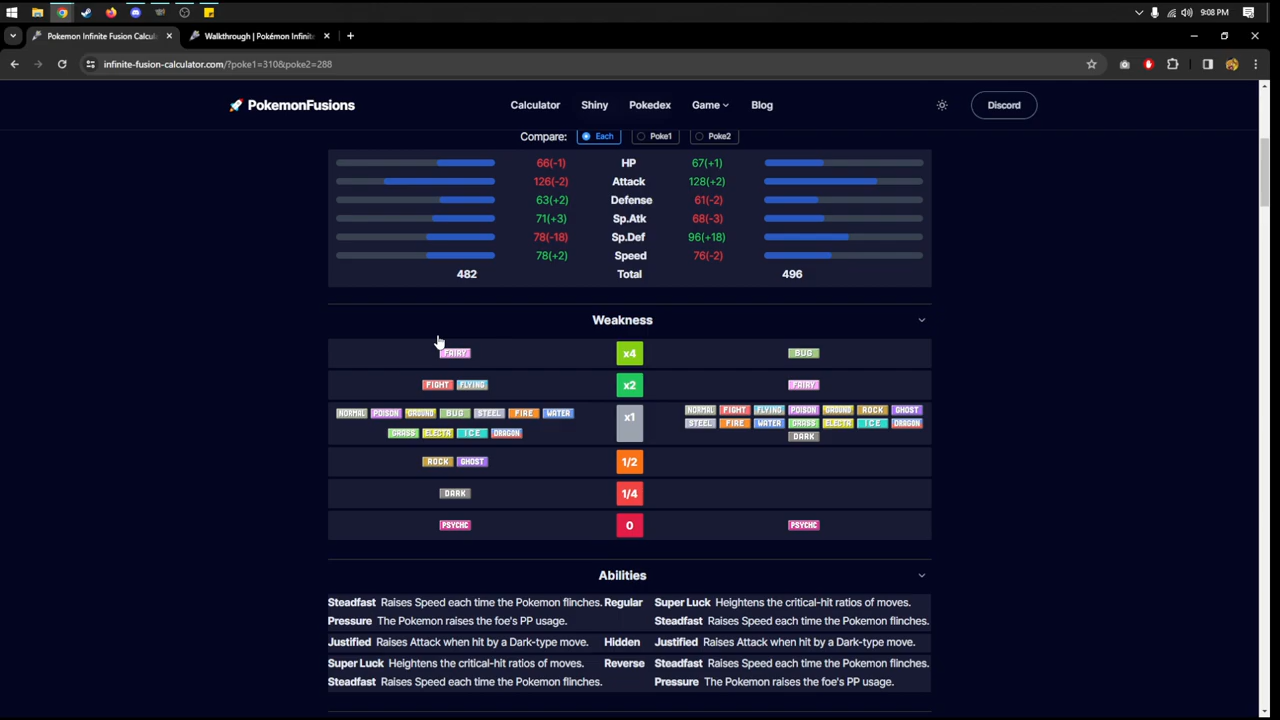 9:08 PM
Pokemon Infinite Fusion Calcul
Walkthrough | Pokémon Infinite
infinite-fusion-calculator.com/?poke1=310&poke2=288
PokemonFusions Calculator Shiny Pokedex Game Blog Discord
Compare: Each Poke1 Poke2
66(-1) HP 67(+1)
126(-2) Attack 128(+2)
63(+2) Defense 61(-2)
71(+3) Sp.Atk 68(-3)
78(-18) Sp.Def 96(+18)
78(+2) Speed 76(-2)
482 Total 496
Weakness
FAIRY x4 BUG
FIGHT FLYING x2 FAIRY
NORMAL POISON GROUND BUG STEEL FIRE WATER x1 NORMAL FIGHT FLYING POISON GROUND ROCK GHOST
GRASS ELECTR ICE DRAGON STEEL FIRE WATER GRASS ELECTR ICE DRAGON
DARK
ROCK GHOST 1/2
DARK 1/4
PSYCHC 0 PSYCHC
Abilities
Steadfast Raises Speed each time the Pokemon flinches. Regular Super Luck Heightens the critical-hit ratios of moves.
Pressure The Pokemon raises the foe's PP usage. Steadfast Raises Speed each time the Pokemon flinches.
Justified Raises Attack when hit by a Dark-type move. Hidden Justified Raises Attack when hit by a Dark-type move.
Super Luck Heightens the critical-hit ratios of moves. Reverse Steadfast Raises Speed each time the Pokemon flinches.
Steadfast Raises Speed each time the Pokemon flinches. Pressure The Pokemon raises the foe's PP usage.